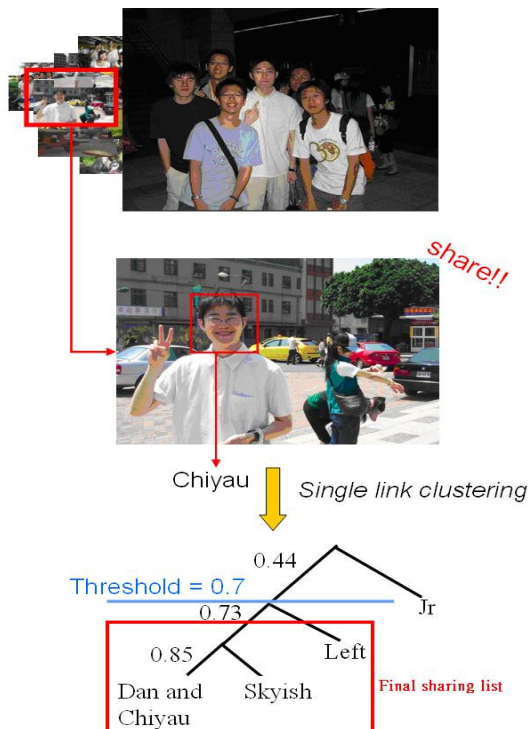 share!!
Chiyau
Single link clustering
0.44
Threshold = 0.7
Jr
0.73
Left
0.85
Dan and
Chiyau
Skyish
Final sharing list